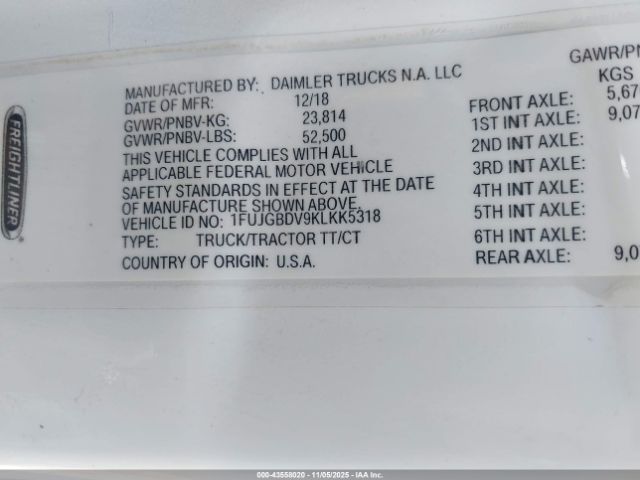 FREIGHTLINER
MANUFACTURED BY: DAIMLER TRUCKS N.A. LLC
DATE OF MFR: 12/18
GVWR/PNBV-KG: 23,814
GVWR/PNBV-LBS: 52,500
THIS VEHICLE COMPLIES WITH ALL
APPLICABLE FEDERAL MOTOR VEHICLE
SAFETY STANDARDS IN EFFECT AT THE DATE
OF MANUFACTURE SHOWN ABOVE.
VEHICLE ID NO: 1FUJGBDV9KLKK5318
TYPE: TRUCK/TRACTOR TT/CT
COUNTRY OF ORIGIN: U.S.A.
GAWR/PN
KGS
FRONT AXLE: 5,67
1ST INT AXLE: 9,07
2ND INT AXLE:
3RD INT AXLE:
4TH INT AXLE:
5TH INT AXLE:
6TH INT AXLE:
REAR AXLE: 9,0
000-43558020 - 11/05/2025 - IAA Inc.